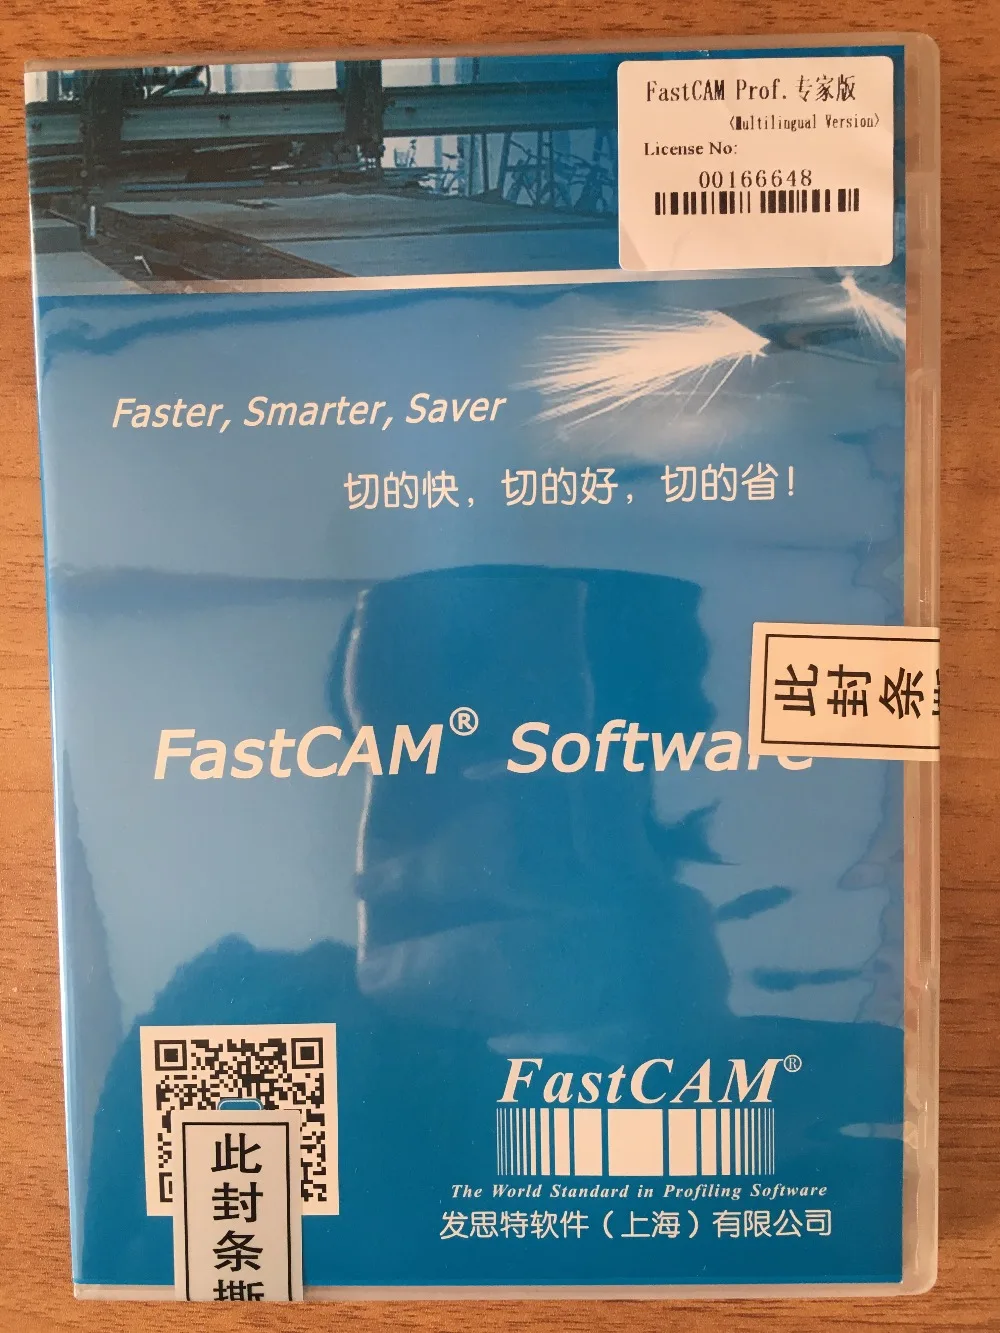 FastCAM Prof.专家版
(Multilingual Version)
License No:
00166648
Faster, Smarter, Saver
切的快，切的好，切的省！
此封条
FastCAM® Software
此
封
条
撕
FastCAM®
The World Standard in Profiling Software
发思特软件（上海）有限公司